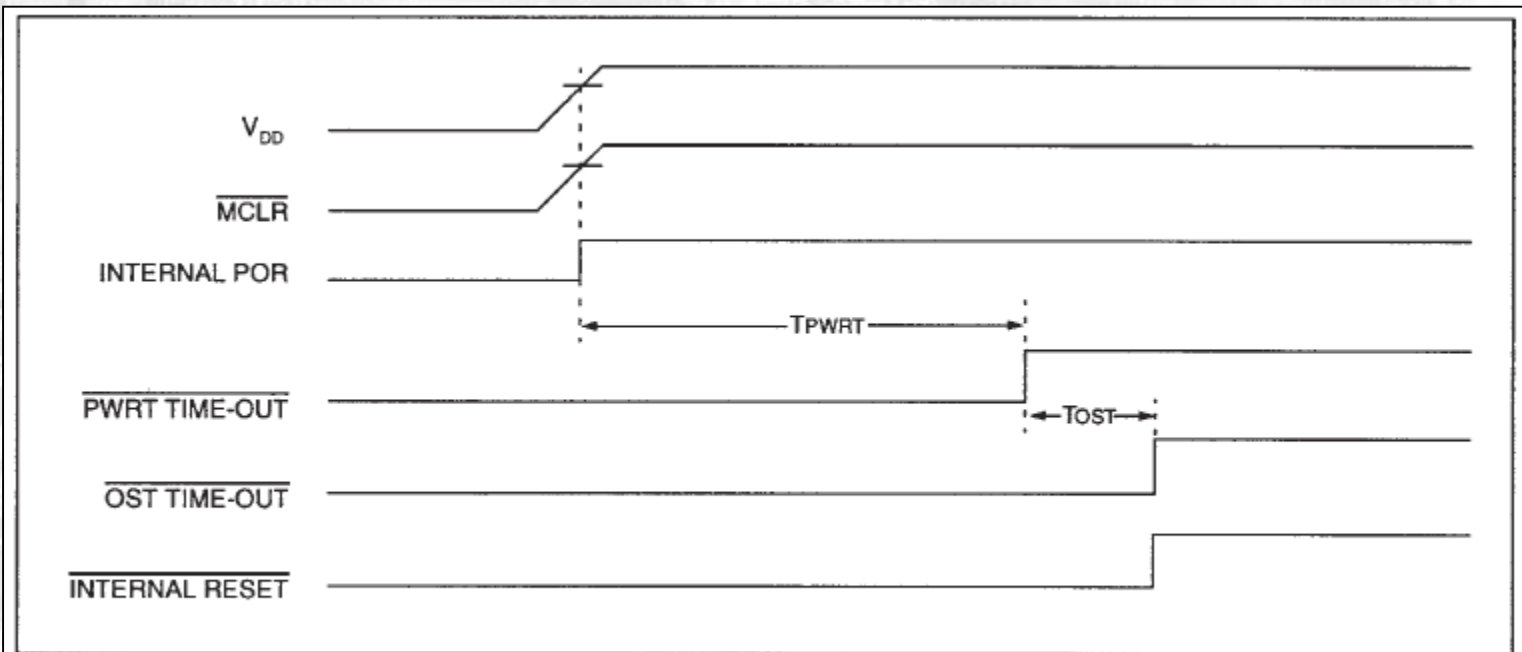 VDD
MCLR
INTERNAL POR
TPWRT
PWRT TIME-OUT
TOST
OST TIME-OUT
INTERNAL RESET